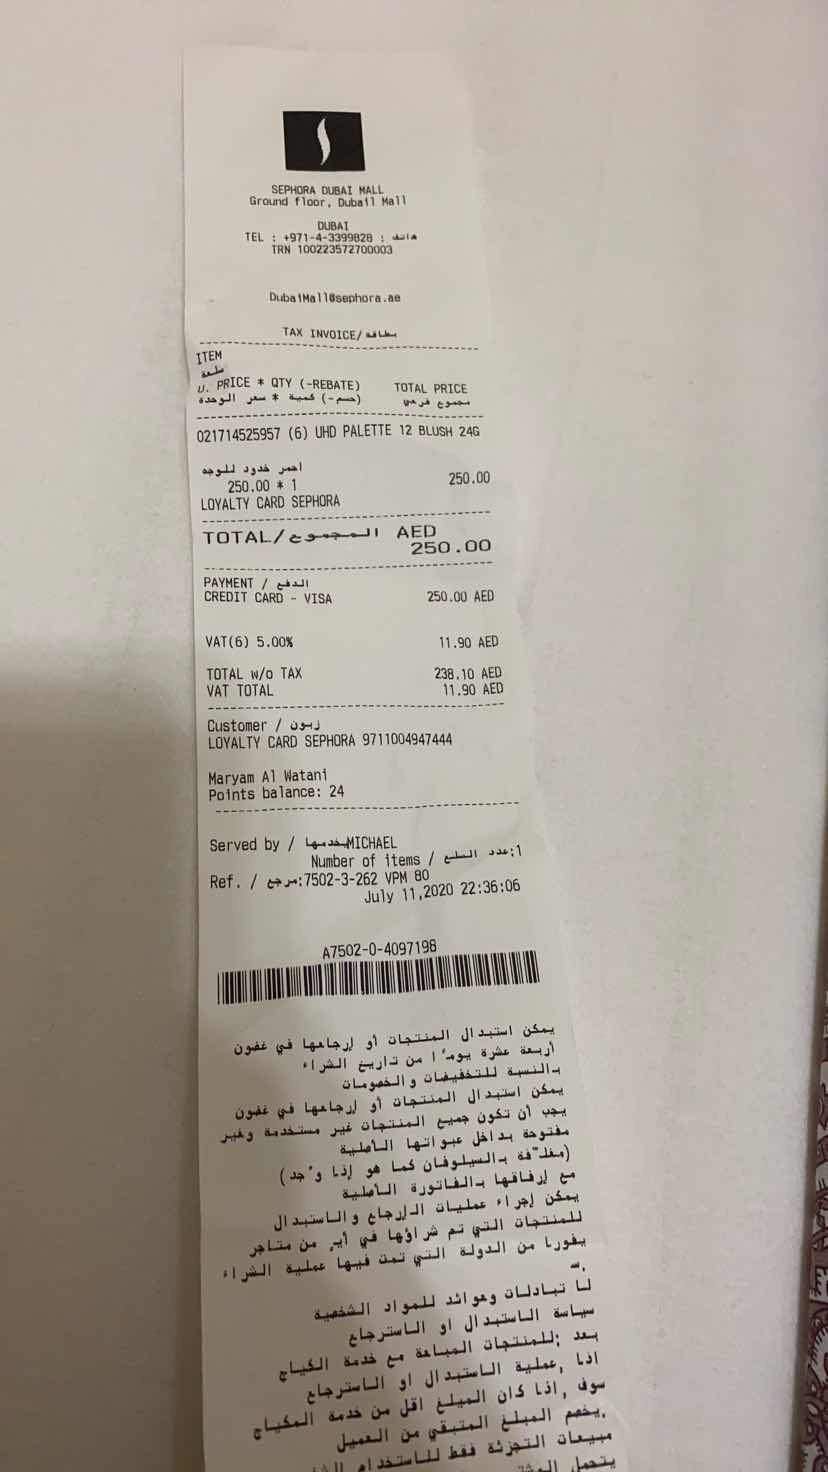 SEPHORA DUBAI MALL
Ground floor, Dubail Mall
DUBAI
TEL : +971-4-3399828 : هاتف
TRN 100223572700003
DubaiMall@sephora.ae
TAX INVOICE/بطاقة
ITEM
سلعة
U. PRICE * QTY (-REBATE) TOTAL PRICE
سعر الوحدة * كمية (-حسم) مجموع فرعي
021714525957 (6) UHD PALETTE 12 BLUSH 24G
احمر خدود للوجه
250.00 * 1 250.00
LOYALTY CARD SEPHORA
TOTAL/المجموع AED
250.00
PAYMENT / الدفع
CREDIT CARD - VISA 250.00 AED
VAT(6) 5.00% 11.90 AED
TOTAL w/o TAX 238.10 AED
VAT TOTAL 11.90 AED
Customer / زبون
LOYALTY CARD SEPHORA 9711004947444
Maryam Al Watani
Points balance: 24
Served by / يخدمها MICHAEL
Number of items / عدد السلع:1
Ref. / مرجع:7502-3-262 VPM 80
July 11,2020 22:36:06
A7502-0-4097198
يمكن استبدال المنتجات أو إرجاعها في غضون
أربعة عشرة يومًا من تاريخ الشراء
بالنسبة للتخفيضات والخصومات
يمكن استبدال المنتجات أو إرجاعها في غضون
يجب أن تكون جميع المنتجات غير مستخدمة وغير
مفتوحة بداخل عبواتها الأصلية
(مغلّفة بالسيلوفان كما هو إذا وُجد)
مع إرفاقها بالفاتورة الأصلية
يمكن إجراء عمليات الإرجاع والاستبدال
للمنتجات التي تم شراؤها في أيٍ من متاجر
يفورا من الدولة التي تمت فيها عملية الشراء
لا تبادلات وعوائد للمواد الشخصية
سياسة الاستبدال او الاسترجاع
بعد ;للمنتجات المباعة مع خدمة الكياج
اذا ,عملية الاستبدال او الاسترجاع
سوف ,اذا كان المبلغ اقل من خدمة المكياج
.يخصم المبلغ المتبقي من العميل
مبيعات التجزئة فقط للاستخدام
يتحمل